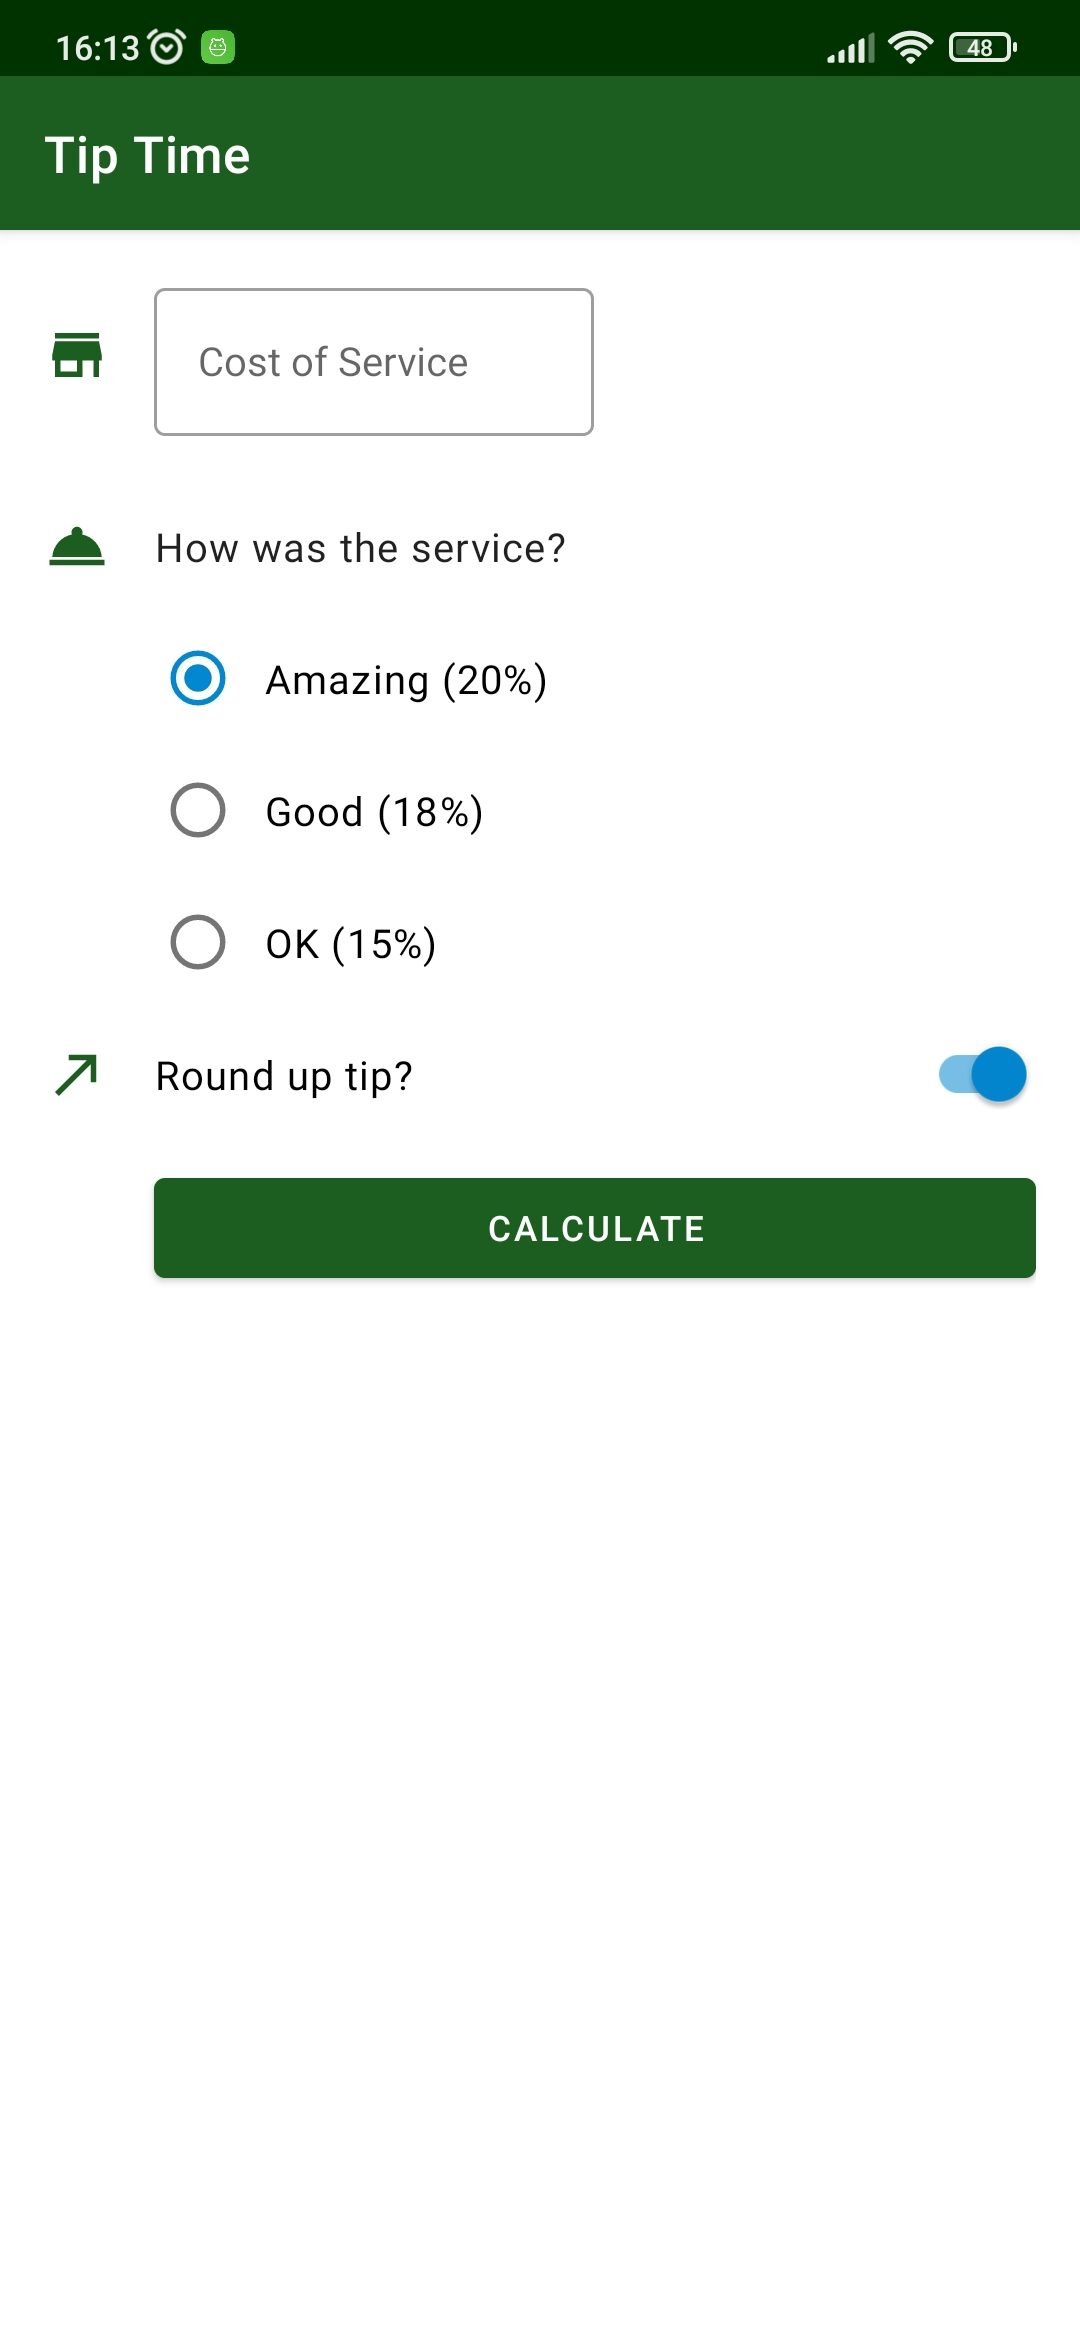 16:13 48
Tip Time
Cost of Service
How was the service?
Amazing (20%)
Good (18%)
OK (15%)
Round up tip?
CALCULATE